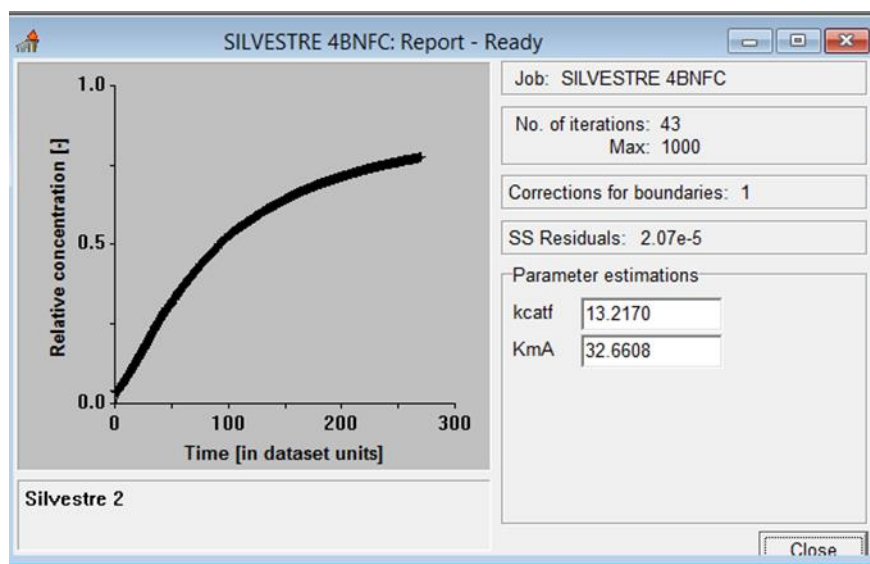 SILVESTRE 4BNFC: Report - Ready
1.0
0.5
0.0
Relative concentration [-]
0
100
200
300
Time [in dataset units]
Silvestre 2
Job: SILVESTRE 4BNFC
No. of iterations: 43
Max: 1000
Corrections for boundaries: 1
SS Residuals: 2.07e-5
Parameter estimations
kcatf 13.2170
KmA 32.6608
Close